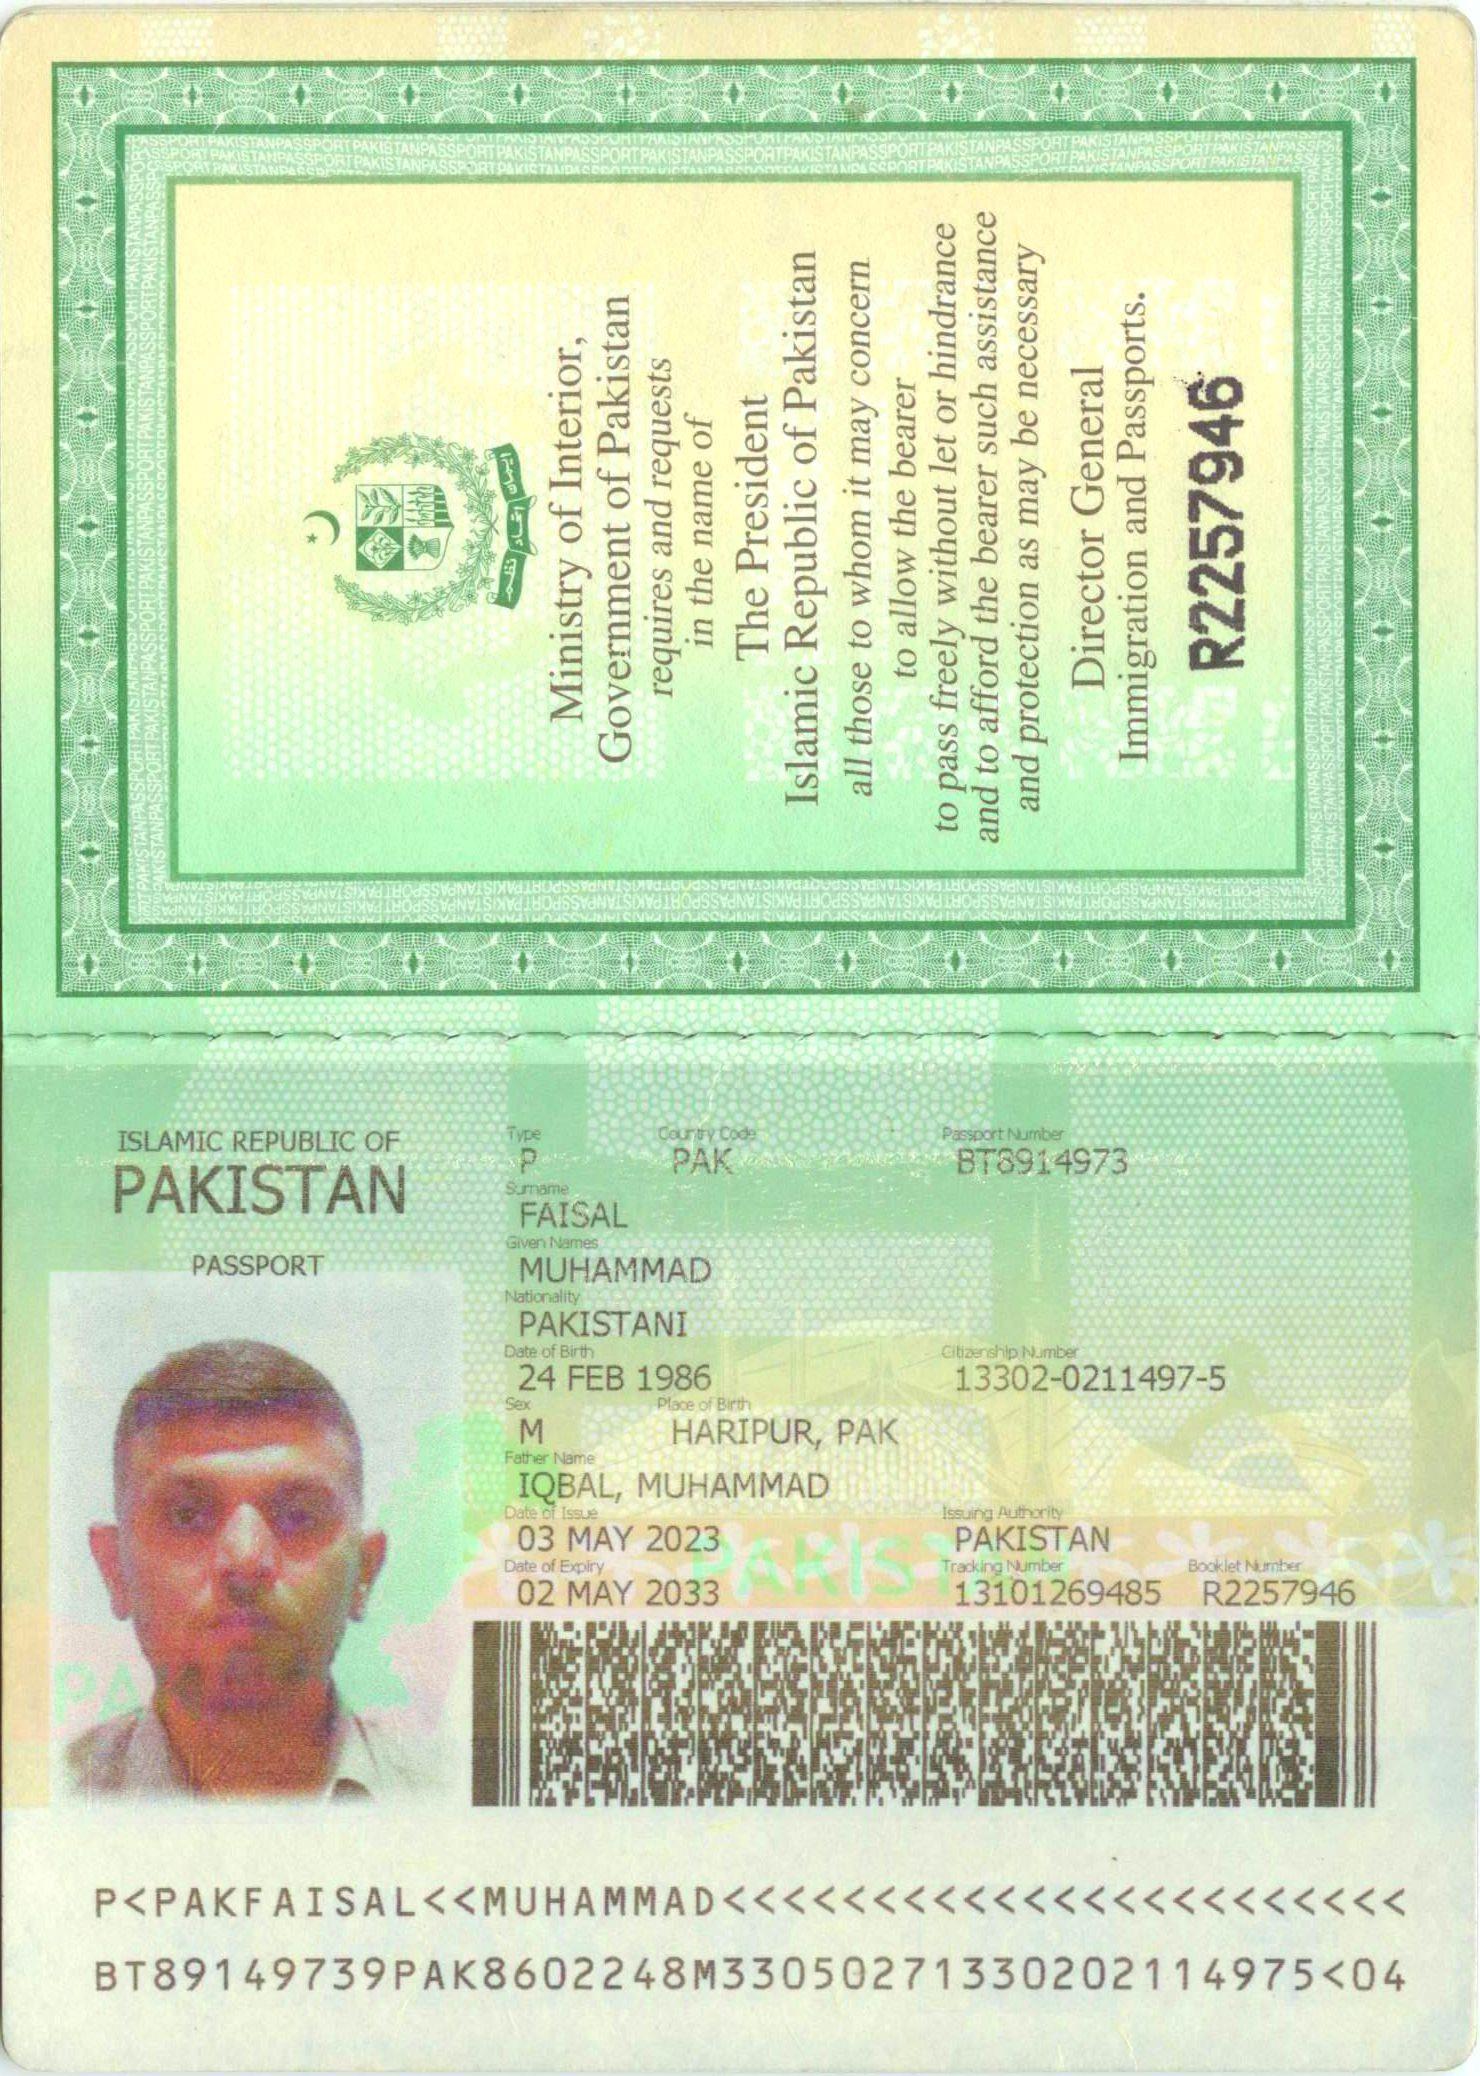 Ministry of Interior,
Government of Pakistan
requires and requests
in the name of
The President
Islamic Republic of Pakistan
all those to whom it may concern
to allow the bearer
to pass freely without let or hindrance
and to afford the bearer such assistance
and protection as may be necessary
Director General
Immigration and Passports.
R2257946
ISLAMIC REPUBLIC OF
PAKISTAN
PASSPORT
Type Country Code Passport Number
P PAK BT8914973
Surname
FAISAL
Given Names
MUHAMMAD
Nationality
PAKISTANI
Date of Birth Citizenship Number
24 FEB 1986 13302-0211497-5
Sex Place of Birth
M HARIPUR, PAK
Father Name
IQBAL, MUHAMMAD
Date of Issue Issuing Authority
03 MAY 2023 PAKISTAN
Date of Expiry Tracking Number Booklet Number
02 MAY 2033 13101269485 R2257946
P<PAKFAISAL<<MUHAMMAD<<<<<<<<<<<<<<<<<<<<<<<
BT89149739PAK8602248M33050271330202114975<04